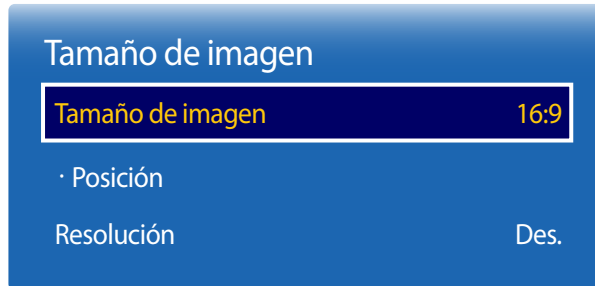 Tamaño de imagen
Tamaño de imagen 16:9
· Posición
Resolución Des.